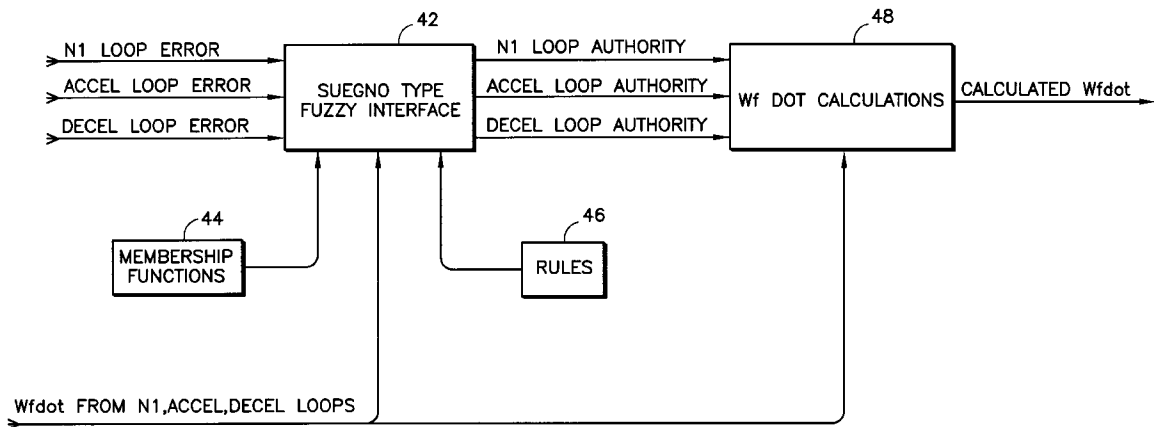 42
48
N1 LOOP ERROR
ACCEL LOOP ERROR
DECEL LOOP ERROR
SUEGNO TYPE
FUZZY INTERFACE
N1 LOOP AUTHORITY
ACCEL LOOP AUTHORITY
DECEL LOOP AUTHORITY
Wf DOT CALCULATIONS
CALCULATED Wfdot
44
MEMBERSHIP
FUNCTIONS
46
RULES
Wfdot FROM N1,ACCEL,DECEL LOOPS